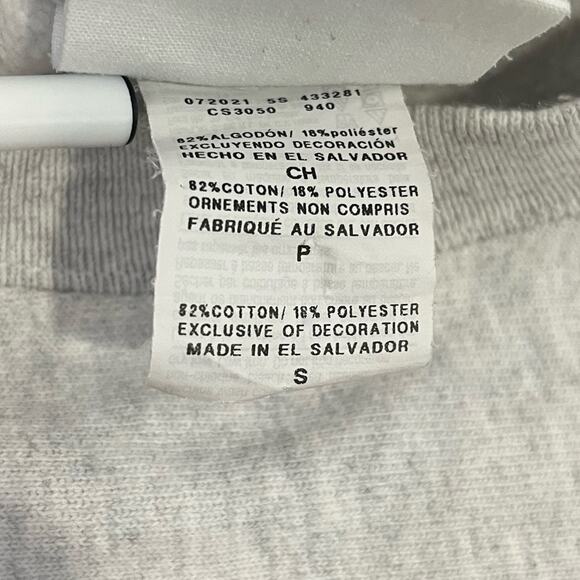 072021 SS 433281
CS3050 940
82%ALGODÓN/ 18%poliéster
EXCLUYENDO DECORACIÓN
HECHO EN EL SALVADOR
CH
82%COTON/ 18% POLYESTER
ORNEMENTS NON COMPRIS
FABRIQUÉ AU SALVADOR
P
82%COTTON/ 18% POLYESTER
EXCLUSIVE OF DECORATION
MADE IN EL SALVADOR
S